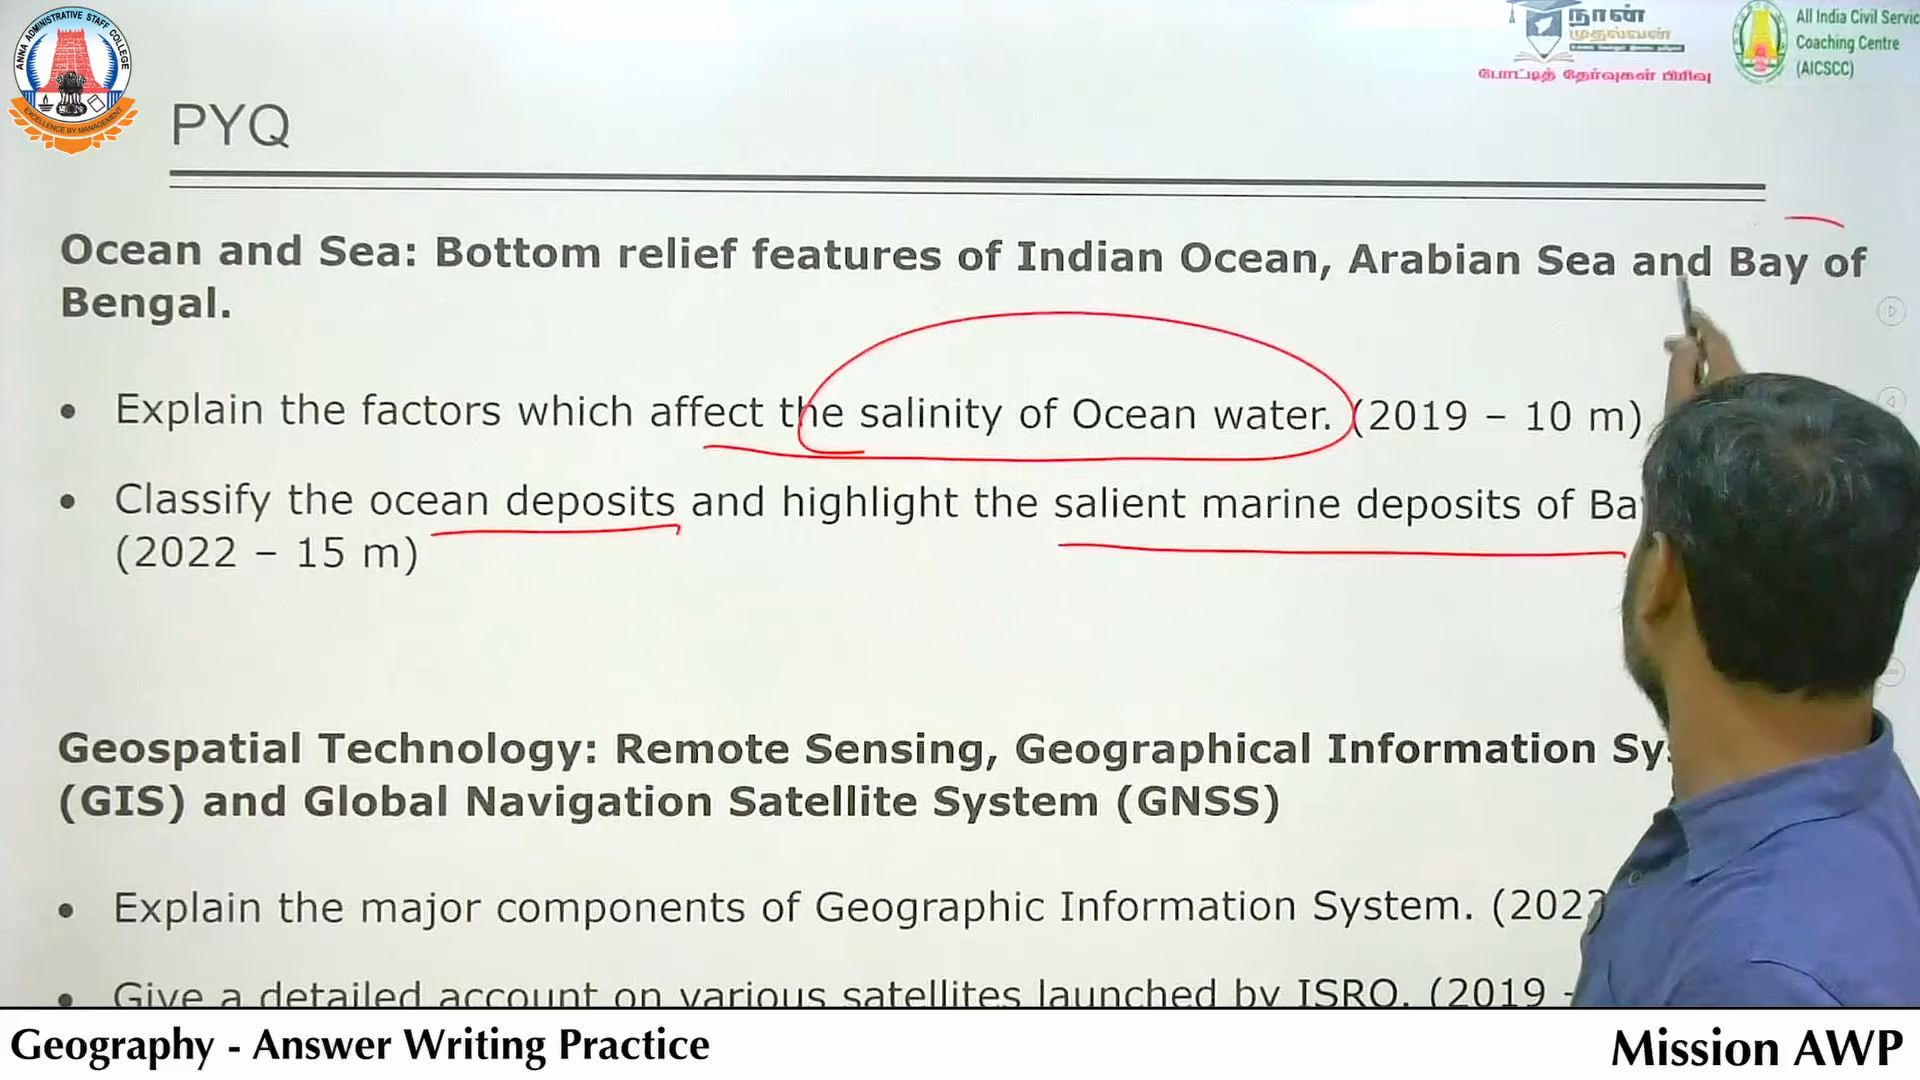 ANNA ADMINISTRATIVE STAFF COLLEGE
EXCELLENCE BY MANAGEMENT
நான்
முதல்வன்
போட்டித் தேர்வுகள் பிரிவு
All India Civil Servic
Coaching Centre
(AICSCC)
PYQ
Ocean and Sea: Bottom relief features of Indian Ocean, Arabian Sea and Bay of
Bengal.
• Explain the factors which affect the salinity of Ocean water. (2019 – 10 m)
• Classify the ocean deposits and highlight the salient marine deposits of Ba
(2022 – 15 m)
Geospatial Technology: Remote Sensing, Geographical Information Sys
(GIS) and Global Navigation Satellite System (GNSS)
• Explain the major components of Geographic Information System. (202
• Give a detailed account on various satellites launched by ISRO. (2019 -
Geography - Answer Writing Practice
Mission AWP